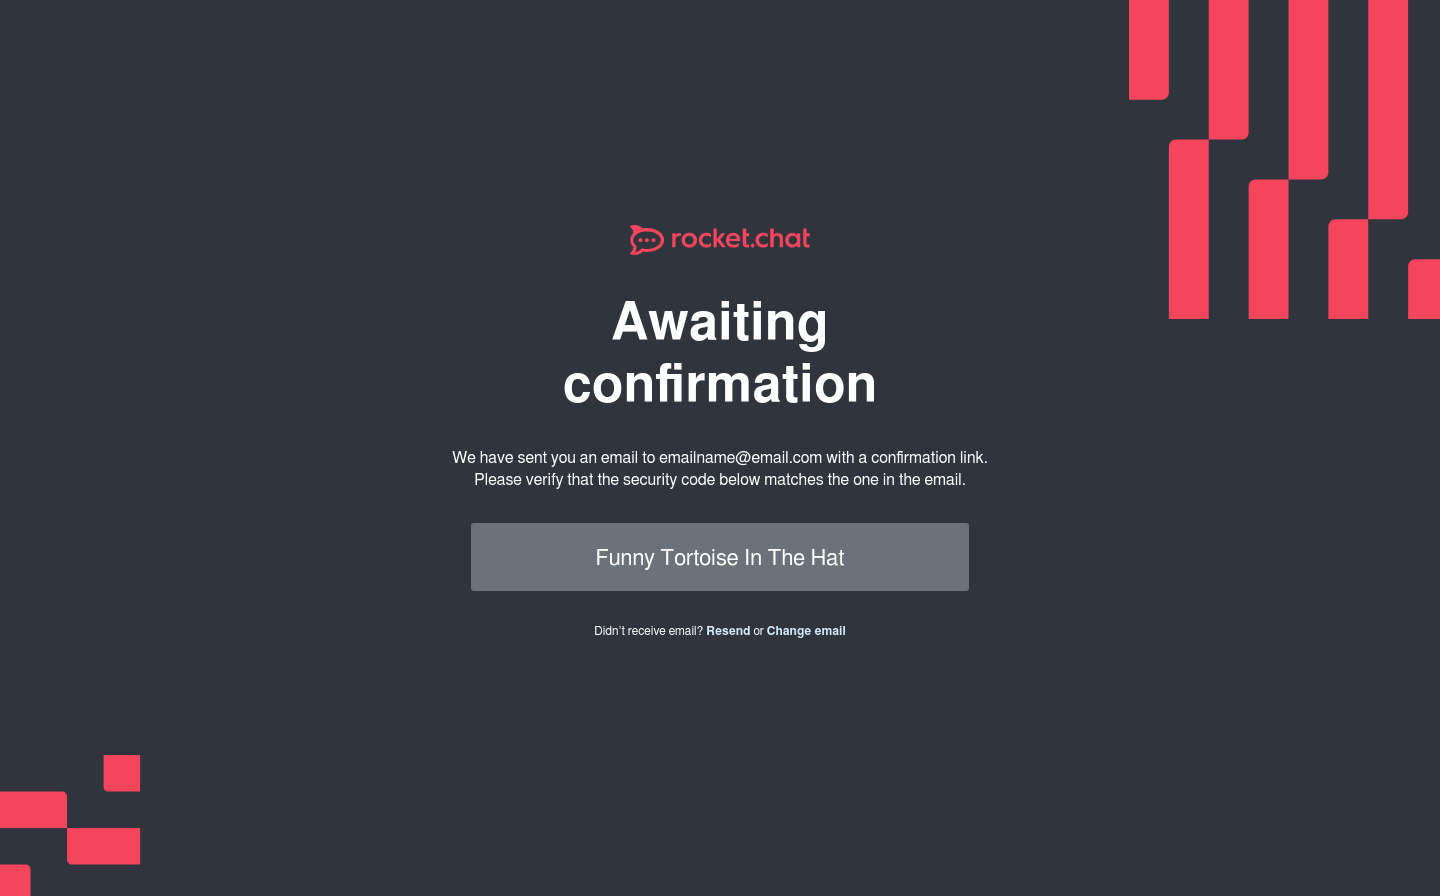 rocket.chat
Awaiting
confirmation
We have sent you an email to emailname@email.com with a confirmation link.
Please verify that the security code below matches the one in the email.
Funny Tortoise In The Hat
Didn’t receive email? Resend or Change email